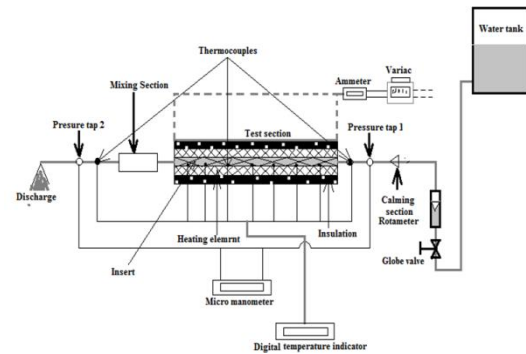 Water tank
Thermocouples
Variac
Mixing Section
Ammeter
Test section
Presure tap 2
Pressure tap 1
Discharge
Calming
section
Rotameter
Insulation
Heating elemrnt
Globe valve
Insert
Micro manometer
Digital temperature indicator